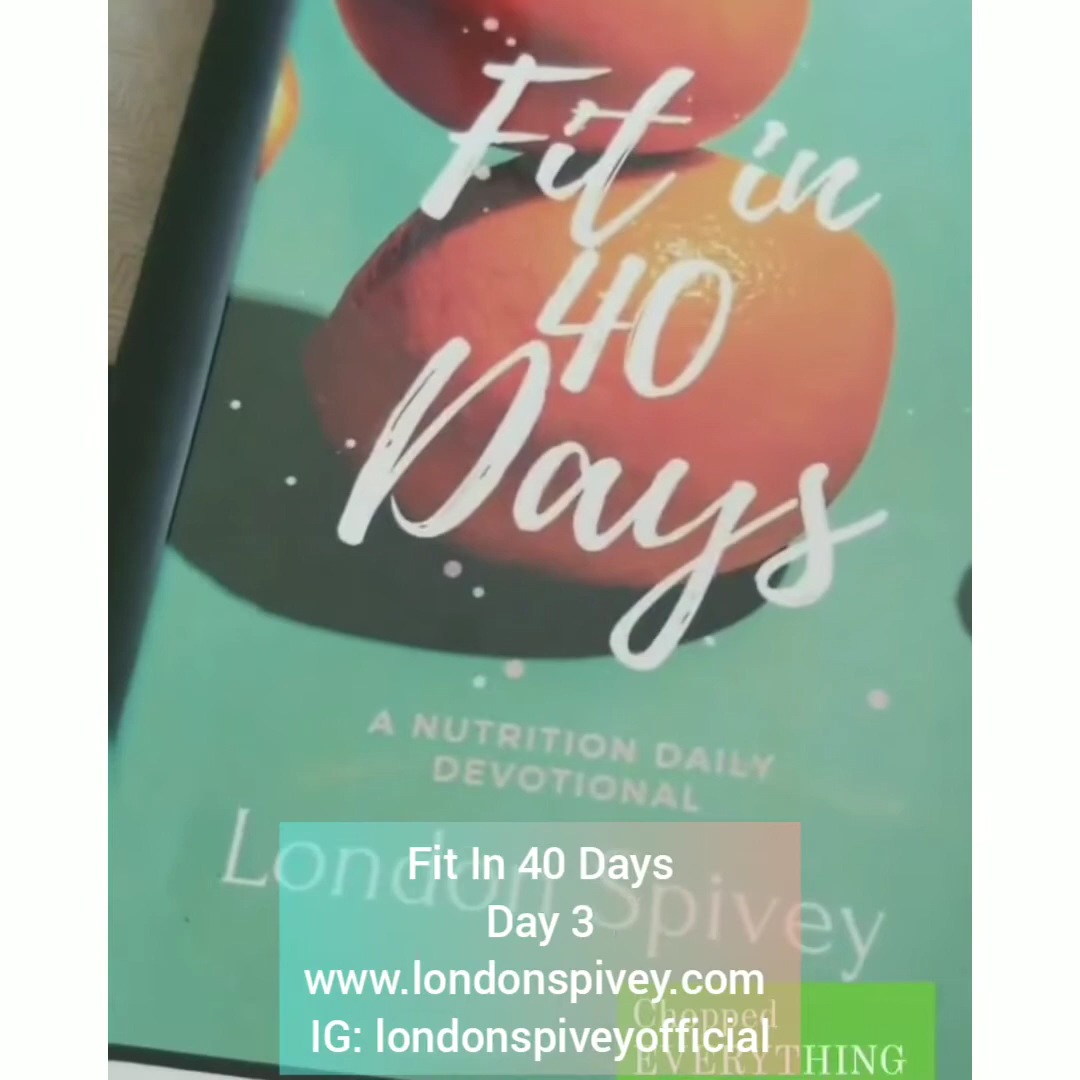 Fit in
40
Days
A NUTRITION DAILY
DEVOTIONAL
London Spivey
Fit In 40 Days
Day 3
www.londonspivey.com
IG: londonspiveyofficial
Chopped
EVERYTHING